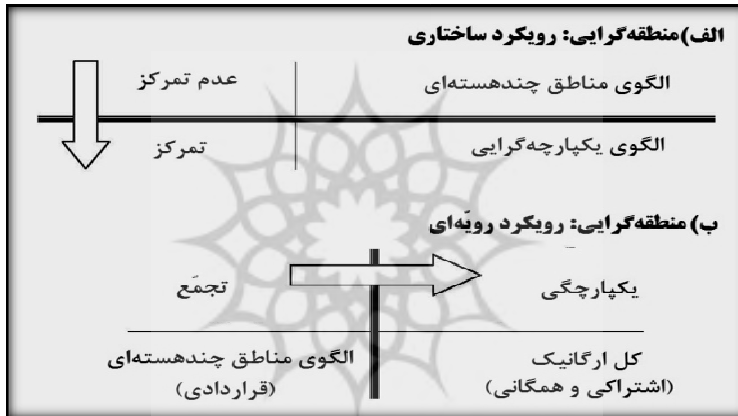 الف)منطقه‌گرایی: رویکرد ساختاری
الگوی مناطق چندهسته‌ای عدم تمرکز
الگوی یکپارچه‌گرایی تمرکز
ب) منطقه‌گرایی: رویکرد رویّه‌ای
یکپارچگی تجمّع
کل ارگانیک الگوی مناطق چندهسته‌ای
(اشتراکی و همگانی) (قراردادی)